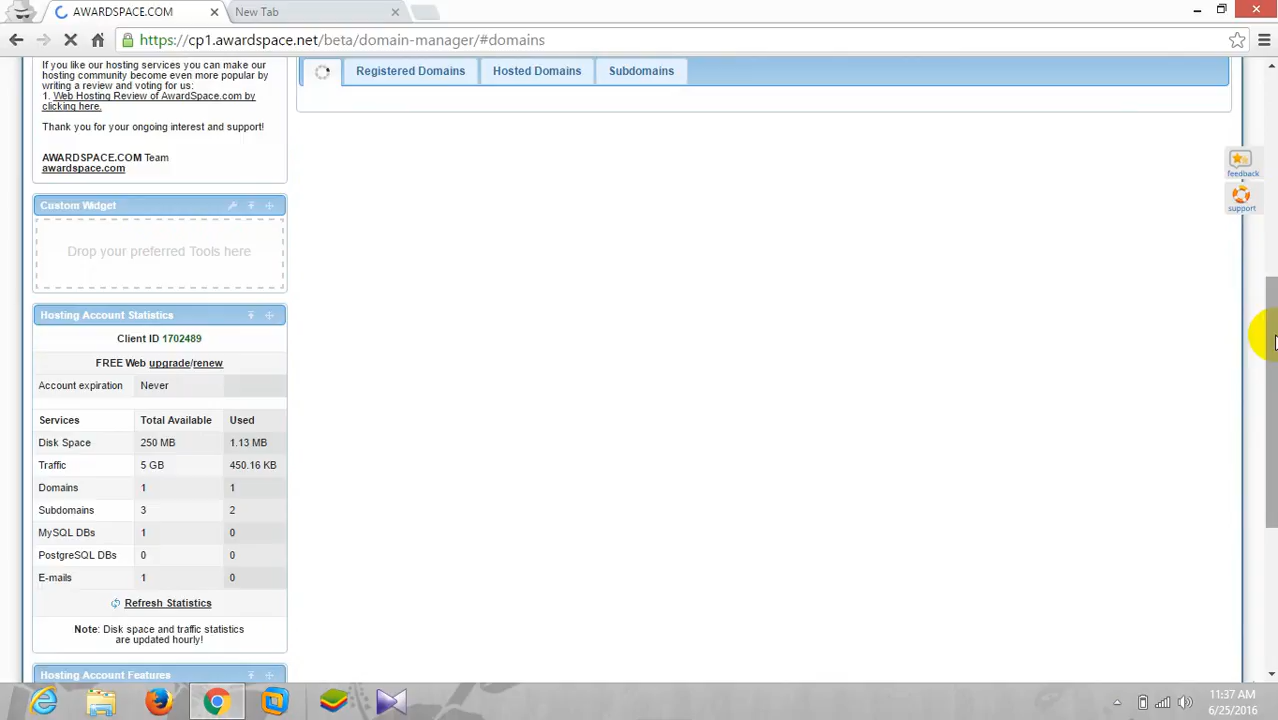 AWARDSPACE.COM
New Tab
https://cp1.awardspace.net/beta/domain-manager/#domains
If you like our hosting services you can make our
hosting community become even more popular by
writing a review and voting for us:
1. Web Hosting Review of AwardSpace.com by
clicking here.
Thank you for your ongoing interest and support!
AWARDSPACE.COM Team
awardspace.com
Registered Domains
Hosted Domains
Subdomains
feedback
support
Custom Widget
Drop your preferred Tools here
Hosting Account Statistics
Client ID 1702489
FREE Web upgrade/renew
Account expiration Never
Services Total Available Used
Disk Space 250 MB 1.13 MB
Traffic 5 GB 450.16 KB
Domains 1 1
Subdomains 3 2
MySQL DBs 1 0
PostgreSQL DBs 0 0
E-mails 1 0
Refresh Statistics
Note: Disk space and traffic statistics
are updated hourly!
Hosting Account Features
11:37 AM
6/25/2016